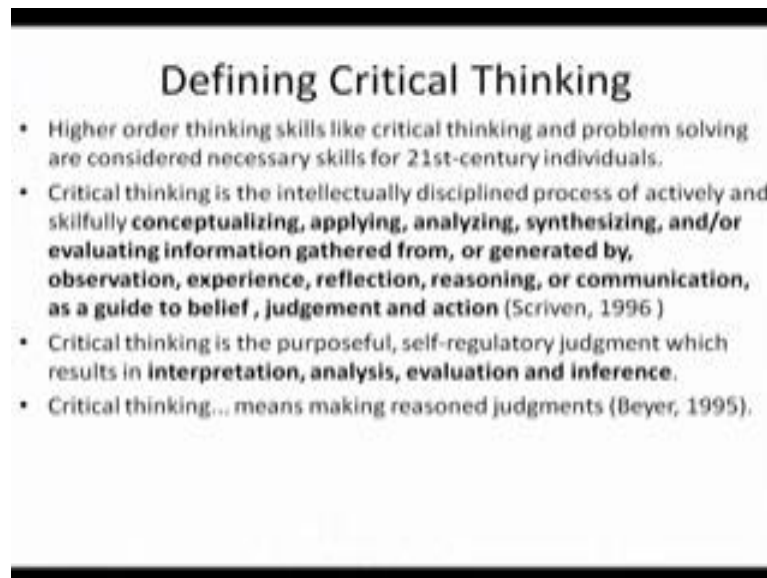 Defining Critical Thinking
• Higher order thinking skills like critical thinking and problem solving
are considered necessary skills for 21st-century individuals.
• Critical thinking is the intellectually disciplined process of actively and
skilfully conceptualizing, applying, analyzing, synthesizing, and/or
evaluating information gathered from, or generated by,
observation, experience, reflection, reasoning, or communication,
as a guide to belief , judgement and action (Scriven, 1996 )
• Critical thinking is the purposeful, self-regulatory judgment which
results in interpretation, analysis, evaluation and inference.
• Critical thinking... means making reasoned judgments (Beyer, 1995).